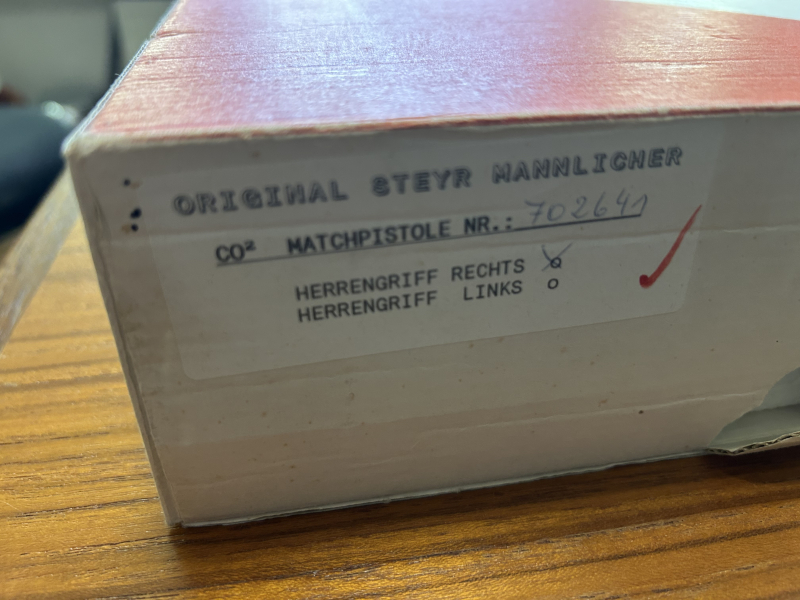 ORIGINAL STEYR MANNLICHER
CO² MATCHPISTOLE NR.: 702641
HERRENGRIFF RECHTS o
HERRENGRIFF LINKS o